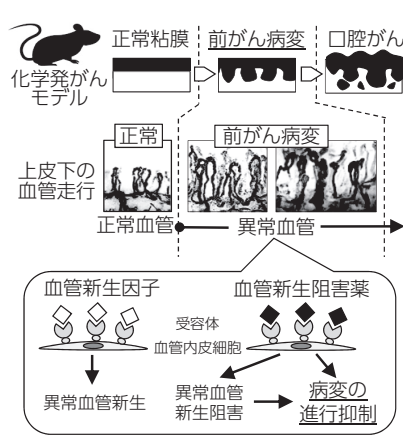 正常粘膜
前がん病変
口腔がん
化学発がん
モデル
正常
前がん病変
上皮下の
血管走行
正常血管
異常血管
血管新生因子
血管新生阻害薬
受容体
血管内皮細胞
異常血管新生
異常血管
新生阻害
病変の
進行抑制